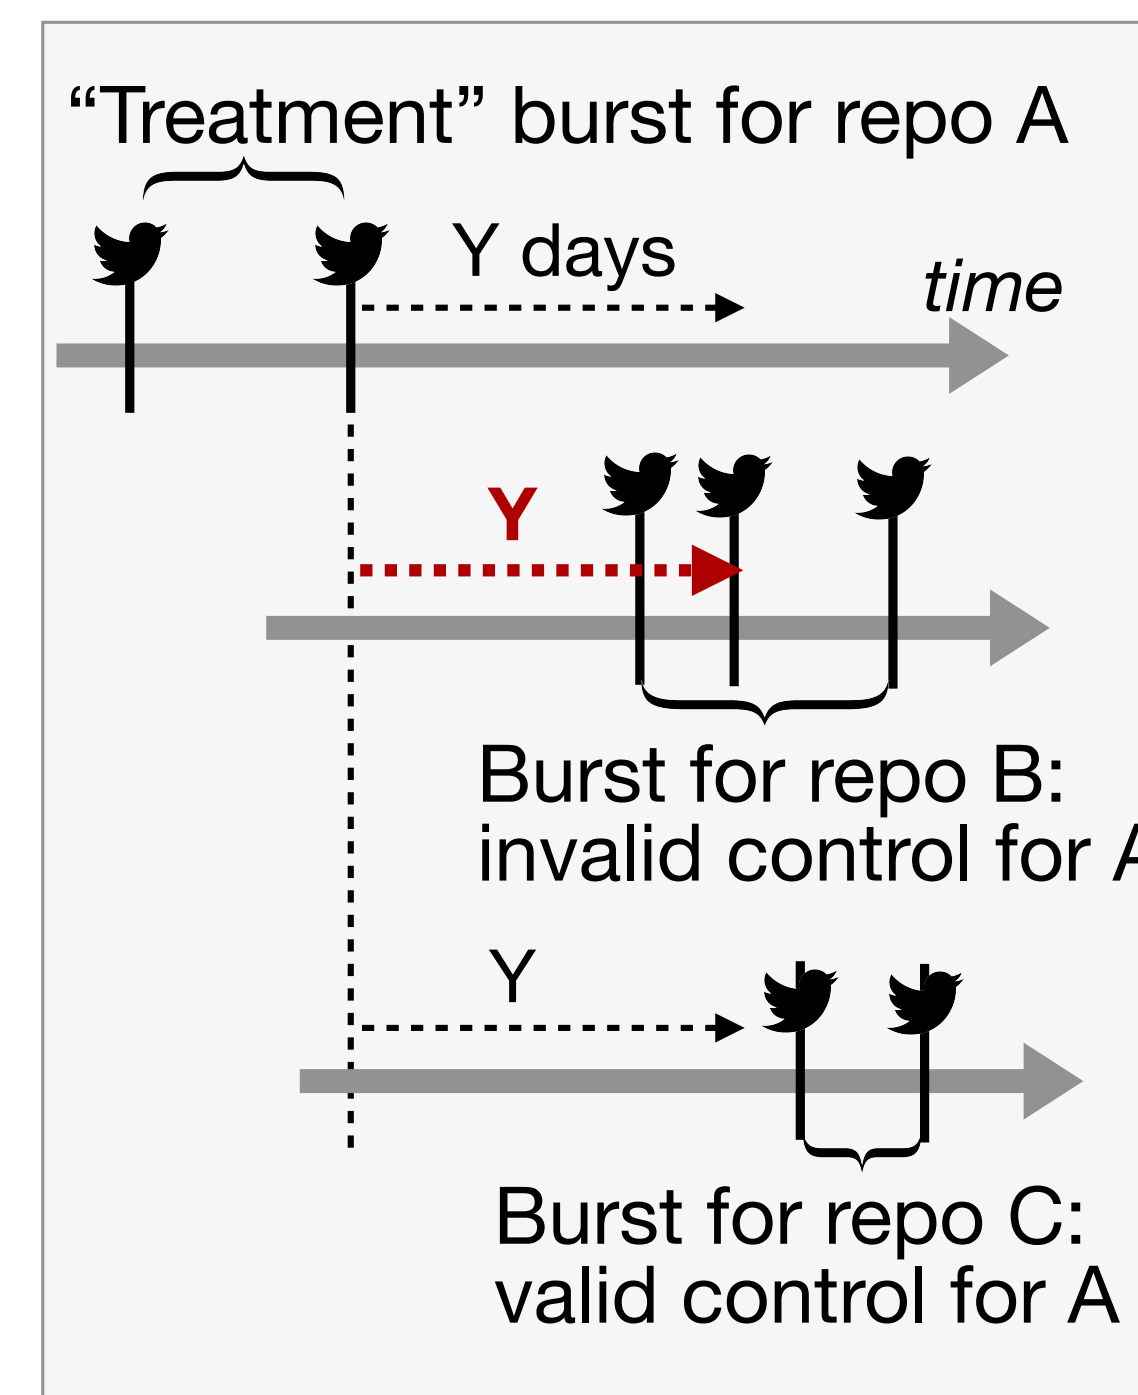 “Treatment” burst for repo A
Y days
time
Y
Burst for repo B:
invalid control for A
Y
Burst for repo C:
valid control for A